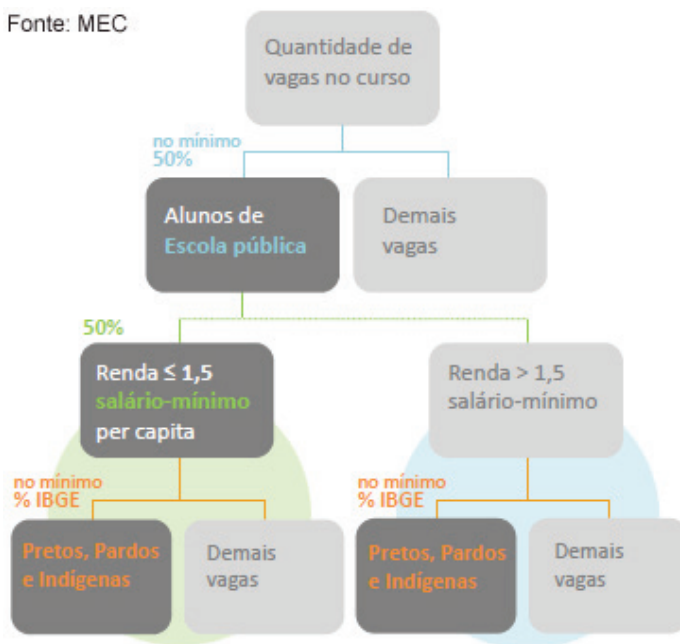 Fonte: MEC
Quantidade de
vagas no curso
no mínimo
50%
Alunos de
Escola pública
Demais
vagas
50%
Renda ≤ 1,5
salário-mínimo
per capita
Renda > 1,5
salário-mínimo
no mínimo
% IBGE
Pretos, Pardos
e Indígenas
Demais
vagas
no mínimo
% IBGE
Pretos, Pardos
e Indígenas
Demais
vagas